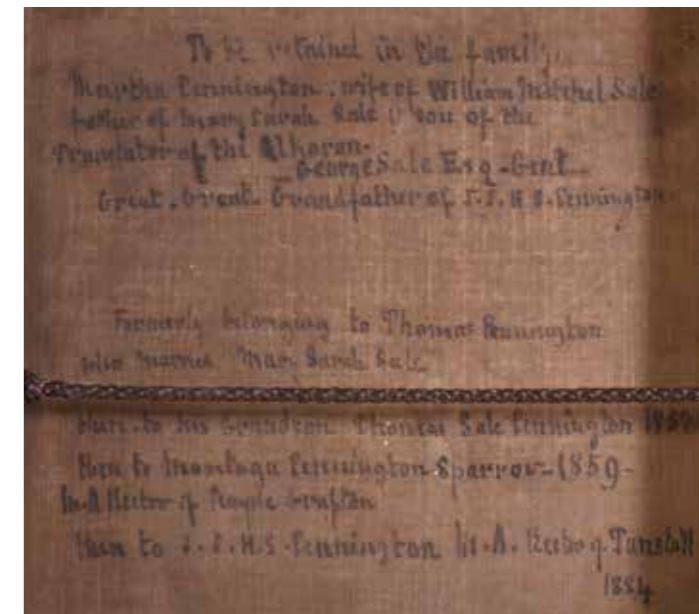 To be retained in the Family.
Martha Pennington. wife of William Mitchel Sale
father of Mary Sarah Sale & son of the
Translator of the Alkoran.
George Sale Esq. Gent.
Great. Great. Grandfather of S. H. S. Pennington.
Formerly belonging to Thomas Pennington
who married Mary Sarah Sale
then to his Grandson Thomas Sale Pennington
then to Montagu Pennington Sparrow - 1859 -
M.A Rector of
then to H. S. Pennington M. A. Rector of Tunstall
1884